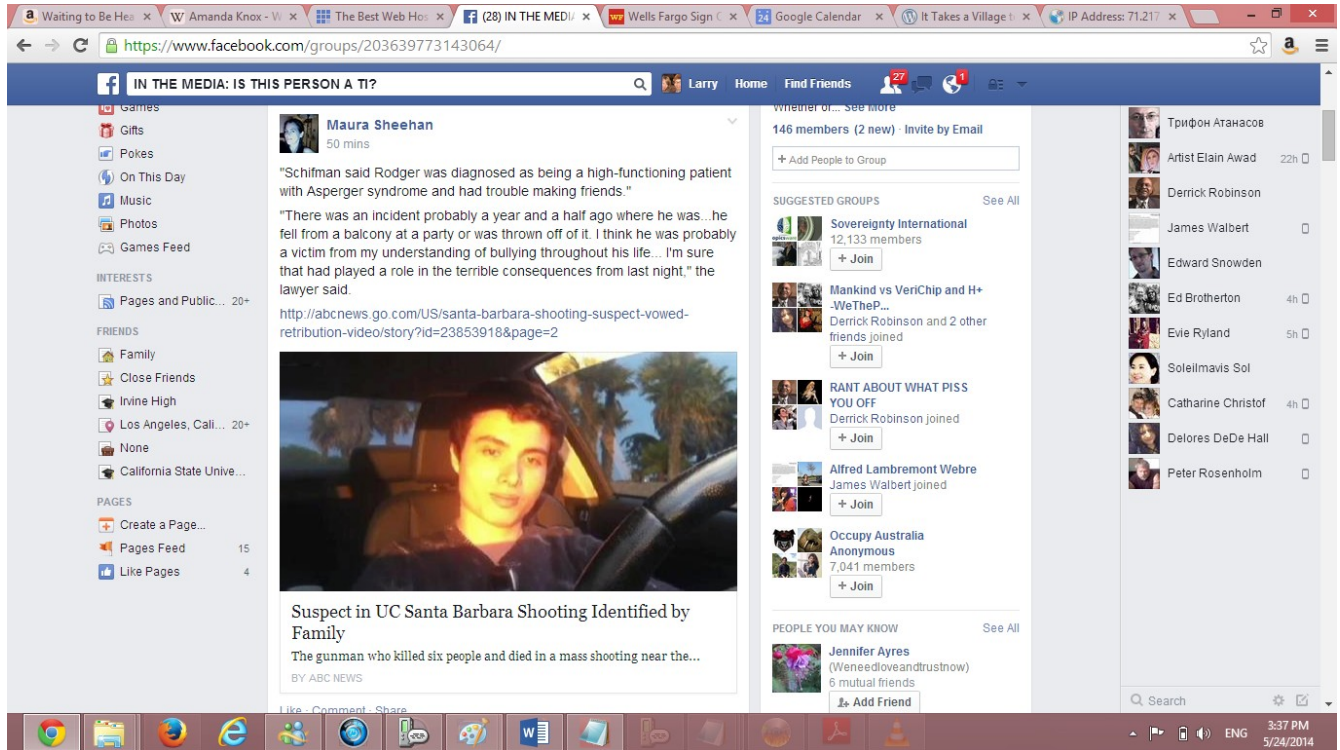 Waiting to Be Hea
Amanda Knox - W
The Best Web Hos
(28) IN THE MEDI
Wells Fargo Sign
Google Calendar
It Takes a Village t
IP Address: 71.217
https://www.facebook.com/groups/203639773143064/
IN THE MEDIA: IS THIS PERSON A TI?
Larry Home Find Friends 27 1
Games
Gifts
Pokes
On This Day
Music
Photos
Games Feed
INTERESTS
Pages and Public... 20+
FRIENDS
Family
Close Friends
Irvine High
Los Angeles, Cali... 20+
None
California State Unive...
PAGES
Create a Page...
Pages Feed 15
Like Pages 4
Maura Sheehan
50 mins
"Schifman said Rodger was diagnosed as being a high-functioning patient
with Asperger syndrome and had trouble making friends."
"There was an incident probably a year and a half ago where he was...he
fell from a balcony at a party or was thrown off of it. I think he was probably
a victim from my understanding of bullying throughout his life... I'm sure
that had played a role in the terrible consequences from last night," the
lawyer said.
http://abcnews.go.com/US/santa-barbara-shooting-suspect-vowed-
retribution-video/story?id=23853918&page=2
Suspect in UC Santa Barbara Shooting Identified by
Family
The gunman who killed six people and died in a mass shooting near the...
BY ABC NEWS
Like · Comment · Share
Whether or... See More
146 members (2 new) · Invite by Email
+ Add People to Group
SUGGESTED GROUPS See All
Sovereignty International
12,133 members
+ Join
Mankind vs VeriChip and H+
-WeTheP...
Derrick Robinson and 2 other
friends joined
+ Join
RANT ABOUT WHAT PISS
YOU OFF
Derrick Robinson joined
+ Join
Alfred Lambremont Webre
James Walbert joined
+ Join
Occupy Australia
Anonymous
7,041 members
+ Join
PEOPLE YOU MAY KNOW See All
Jennifer Ayres
(Weneedloveandtrustnow)
6 mutual friends
Add Friend
Трифон Атанасов
Artist Elain Awad 22h
Derrick Robinson
James Walbert
Edward Snowden
Ed Brotherton 4h
Evie Ryland 5h
Soleilmavis Sol
Catharine Christof 4h
Delores DeDe Hall
Peter Rosenholm
Search
ENG
3:37 PM
5/24/2014